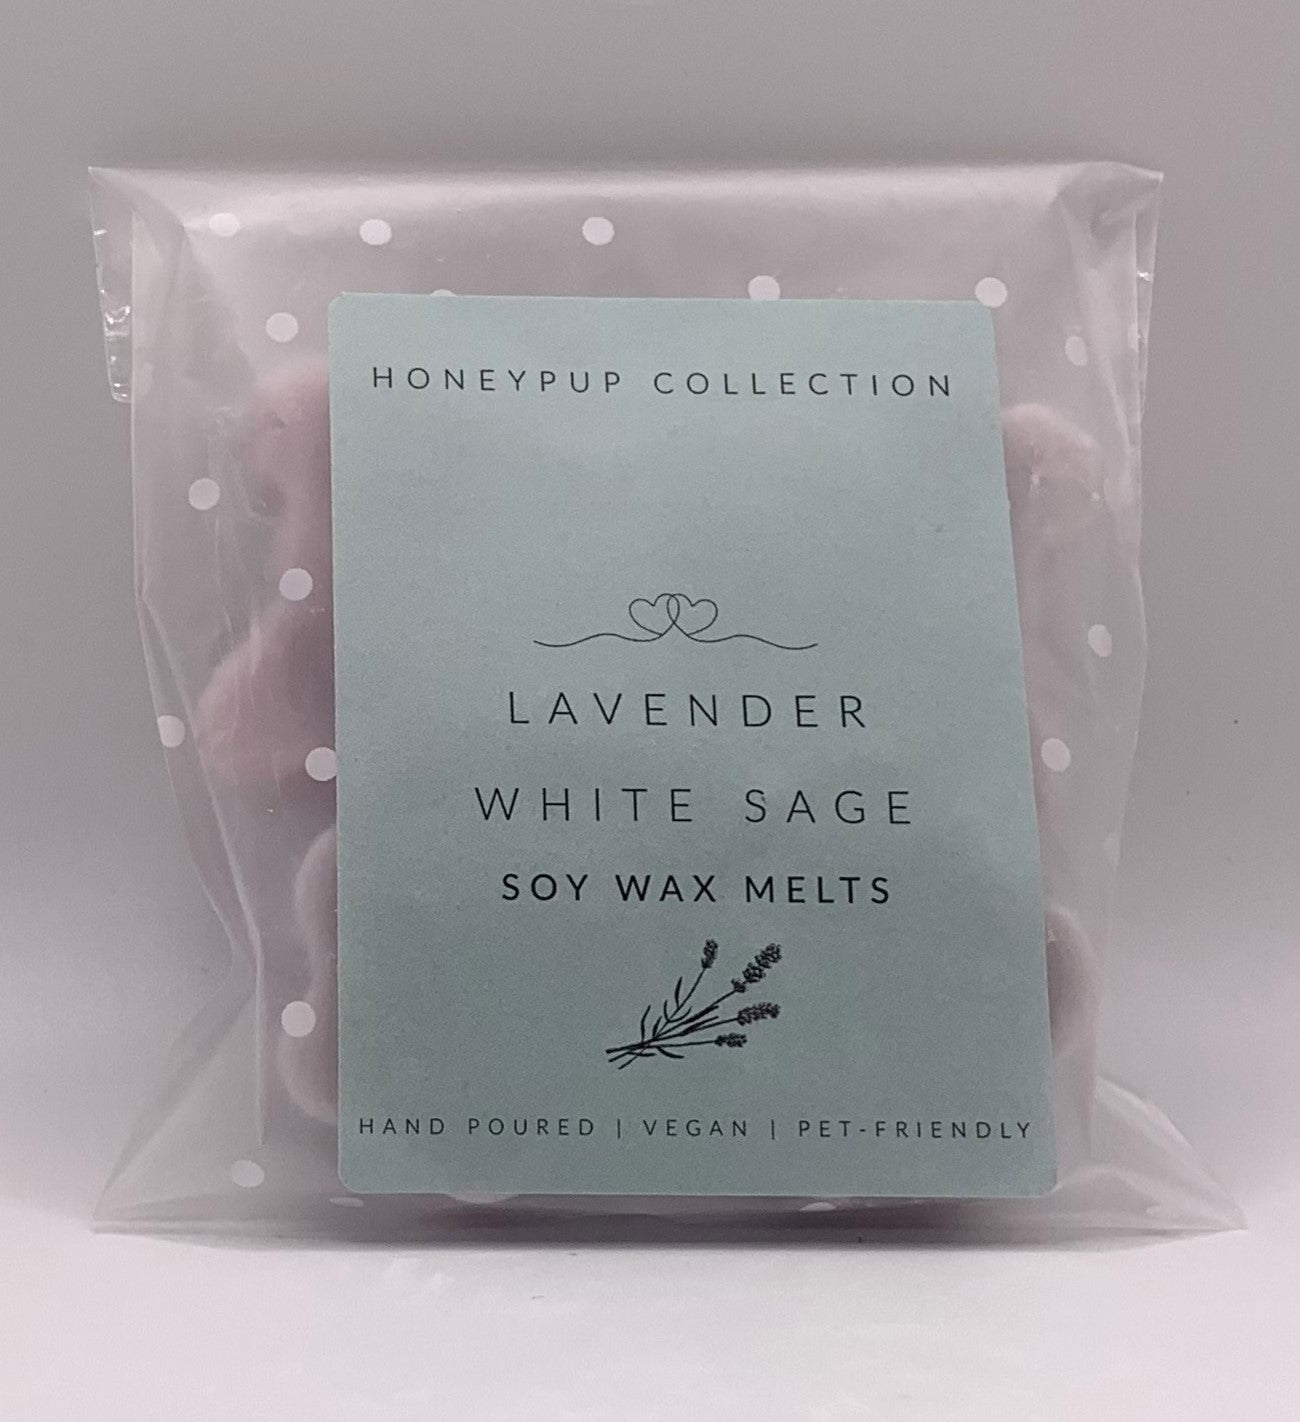 HONEYPUP COLLECTION
LAVENDER
WHITE SAGE
SOY WAX MELTS
HAND POURED | VEGAN | PET-FRIENDLY